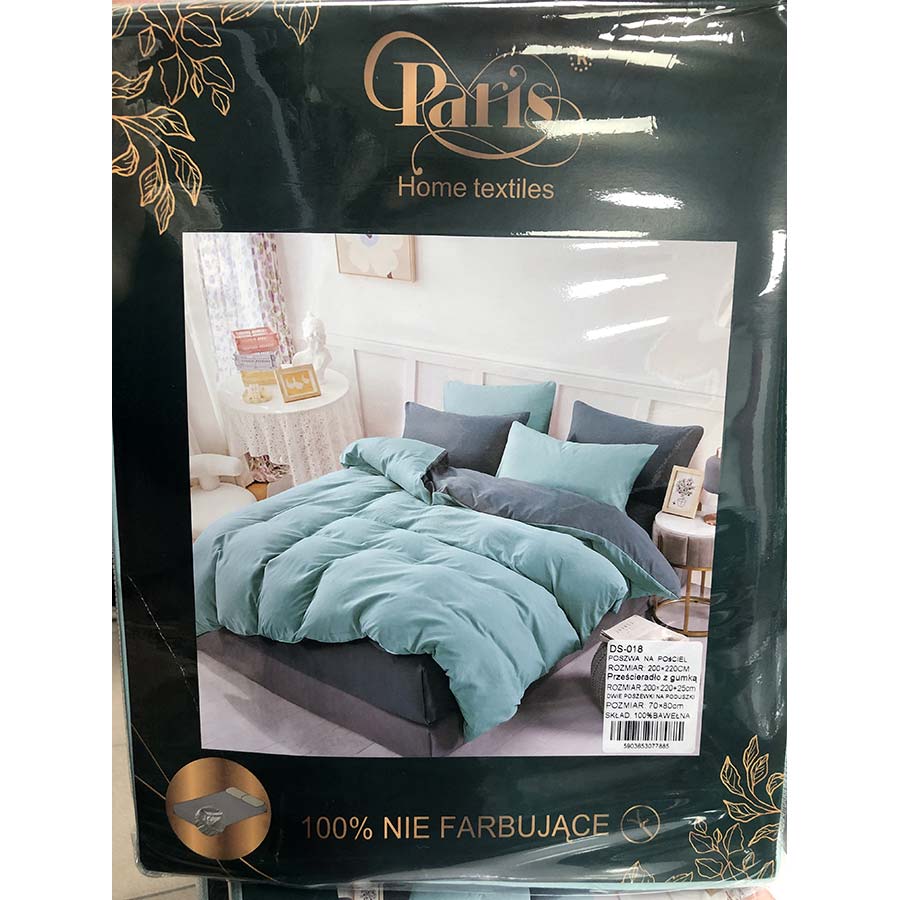 Paris
R
Home textiles
DS-018
POSZWA NA POŚCIEL
ROZMIAR: 200×220CM
Prześcieradło z gumką
ROZMIAR:200×220+25cm
DWIE POSZEWKI NA PODUSZKI
POZMIAR: 70×80cm
SKŁAD: 100%BAWEŁNA
5903653077885
100% NIE FARBUJĄCE